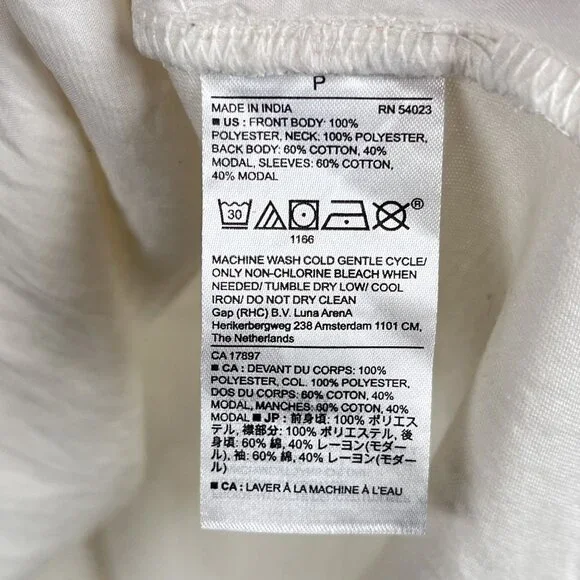 P
MADE IN INDIA RN 54023
■ US : FRONT BODY: 100%
POLYESTER, NECK: 100% POLYESTER,
BACK BODY: 60% COTTON, 40%
MODAL, SLEEVES: 60% COTTON,
40% MODAL
30 ®
1166
MACHINE WASH COLD GENTLE CYCLE/
ONLY NON-CHLORINE BLEACH WHEN
NEEDED/ TUMBLE DRY LOW/ COOL
IRON/ DO NOT DRY CLEAN
Gap (RHC) B.V. Luna ArenA
Herikerbergweg 238 Amsterdam 1101 CM,
The Netherlands
CA 17897
■ CA : DEVANT DU CORPS: 100%
POLYESTER, COL. 100% POLYESTER,
DOS DU CORPS: 60% COTON, 40%
MODAL, MANCHES: 60% COTON, 40%
MODAL ■ JP : 前身頃: 100% ポリエス
テル, 襟部分: 100% ポリエステル, 後
身頃: 60% 綿, 40% レーヨン(モダー
ル), 袖: 60% 綿, 40% レーヨン(モダー
ル)
■ CA : LAVER À LA MACHINE À L'EAU